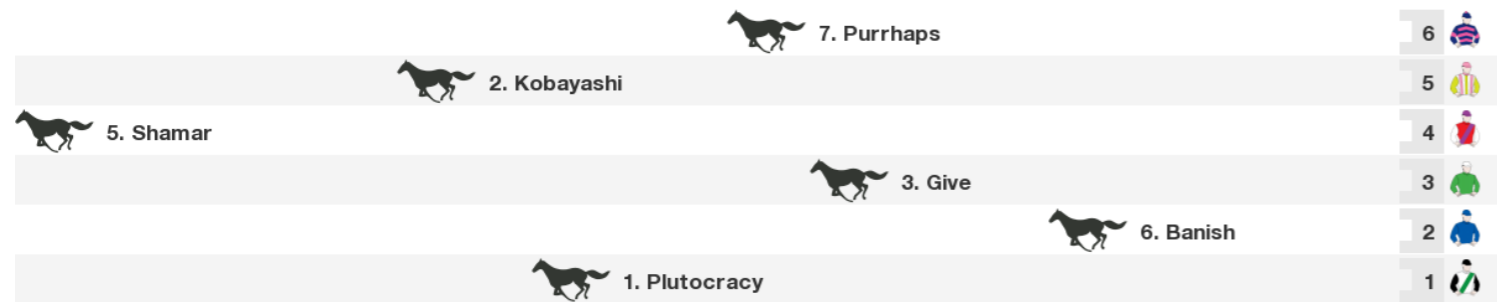 7. Purrhaps 6
2. Kobayashi 5
5. Shamar 4
3. Give 3
6. Banish 2
1. Plutocracy 1